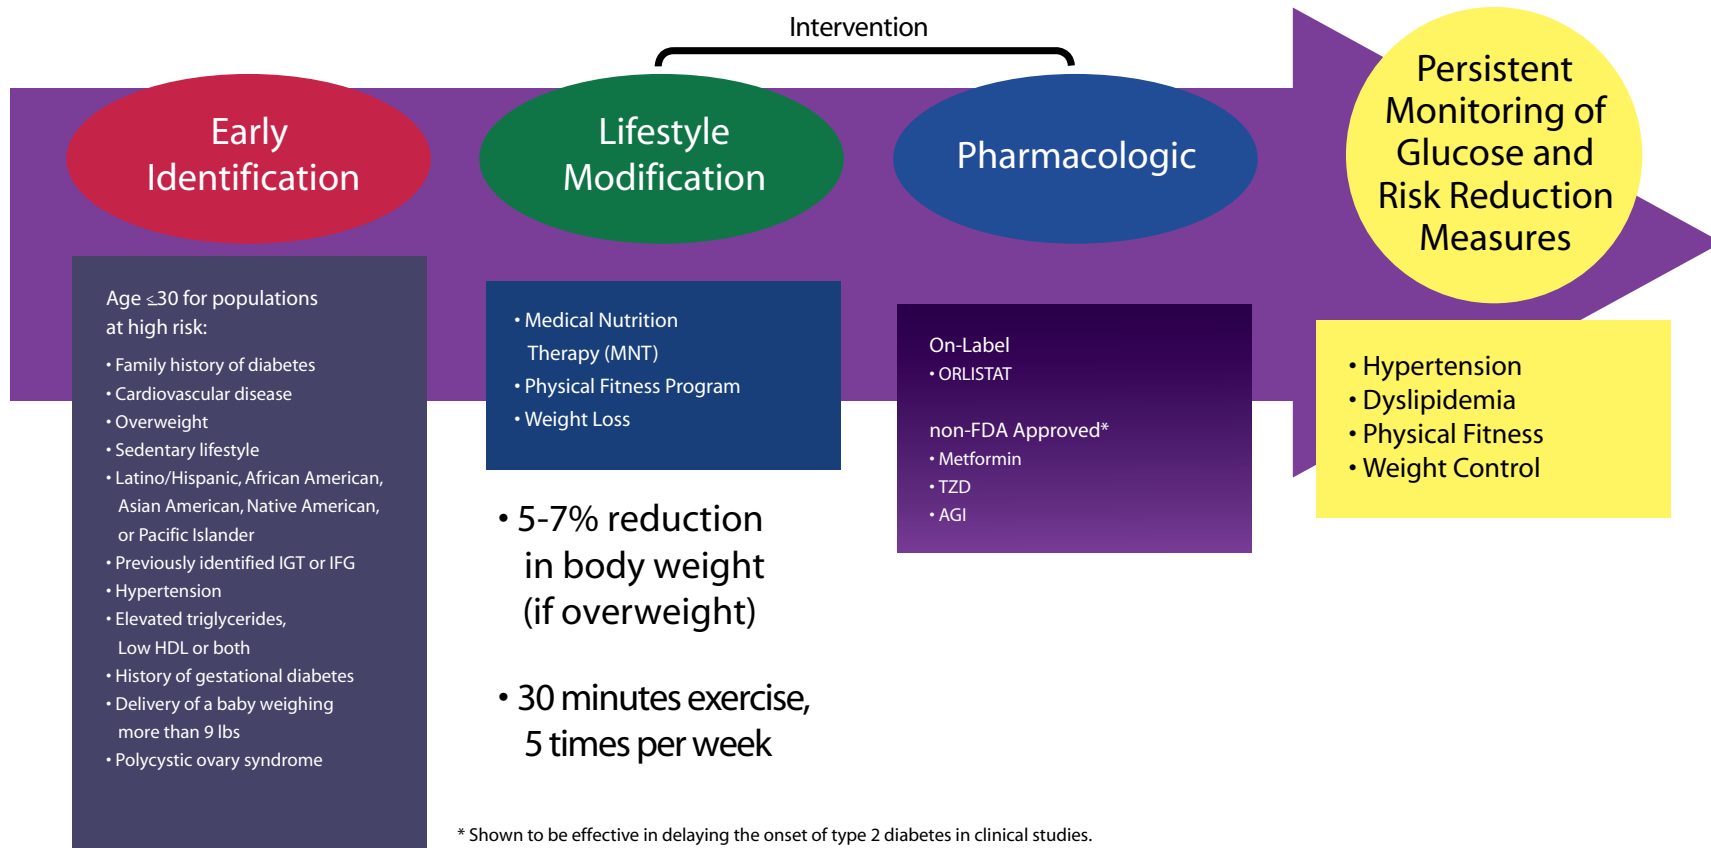 Intervention
Early
Identification
Lifestyle
Modification
Pharmacologic
Persistent
Monitoring of
Glucose and
Risk Reduction
Measures
Age ≤30 for populations
at high risk:
• Family history of diabetes
• Cardiovascular disease
• Overweight
• Sedentary lifestyle
• Latino/Hispanic, African American,
Asian American, Native American,
or Pacific Islander
• Previously identified IGT or IFG
• Hypertension
• Elevated triglycerides,
Low HDL or both
• History of gestational diabetes
• Delivery of a baby weighing
more than 9 lbs
• Polycystic ovary syndrome
• Medical Nutrition
Therapy (MNT)
• Physical Fitness Program
• Weight Loss
• 5-7% reduction
in body weight
(if overweight)
• 30 minutes exercise,
5 times per week
On-Label
• ORLISTAT
non-FDA Approved*
• Metformin
• TZD
• AGI
• Hypertension
• Dyslipidemia
• Physical Fitness
• Weight Control
* Shown to be effective in delaying the onset of type 2 diabetes in clinical studies.